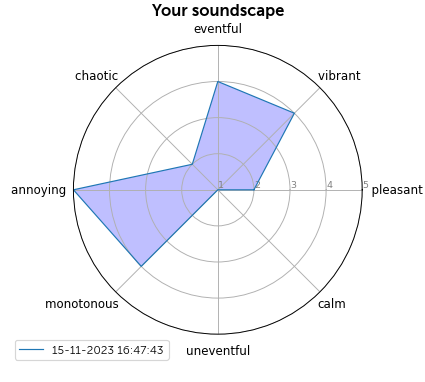 Your soundscape
eventful
chaotic
vibrant
annoying
1 2 3 4 5
pleasant
monotonous
calm
uneventful
15-11-2023 16:47:43